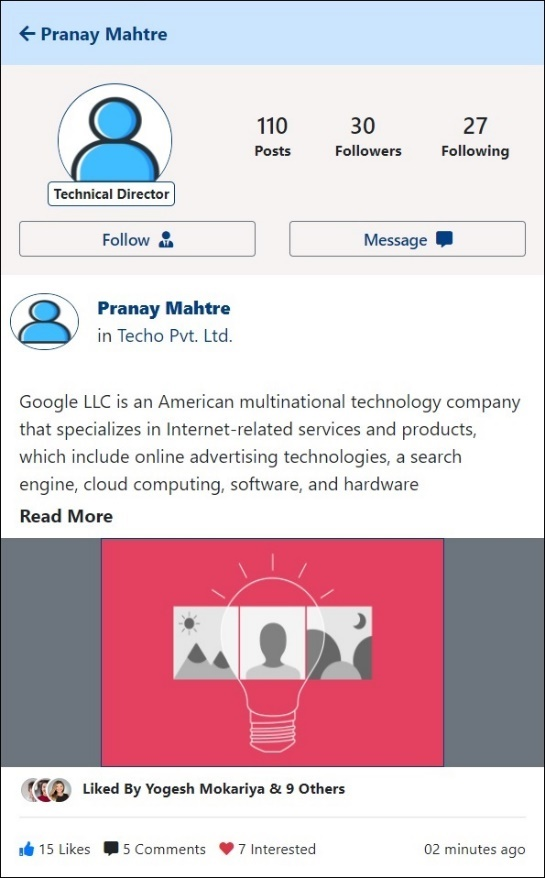 Pranay Mahtre
110 30 27
Posts Followers Following
Technical Director
Follow Message
Pranay Mahtre
in Techo Pvt. Ltd.
Google LLC is an American multinational technology company
that specializes in Internet-related services and products,
which include online advertising technologies, a search
engine, cloud computing, software, and hardware
Read More
Liked By Yogesh Mokariya & 9 Others
15 Likes 5 Comments 7 Interested 02 minutes ago